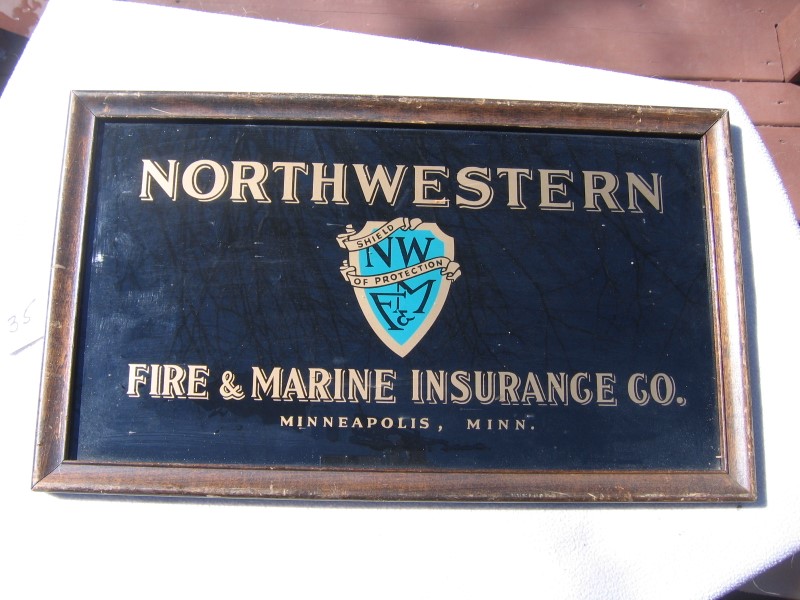 NORTHWESTERN
SHIELD
NW
OF PROTECTION
F&M
FIRE & MARINE INSURANCE CO.
MINNEAPOLIS, MINN.
35